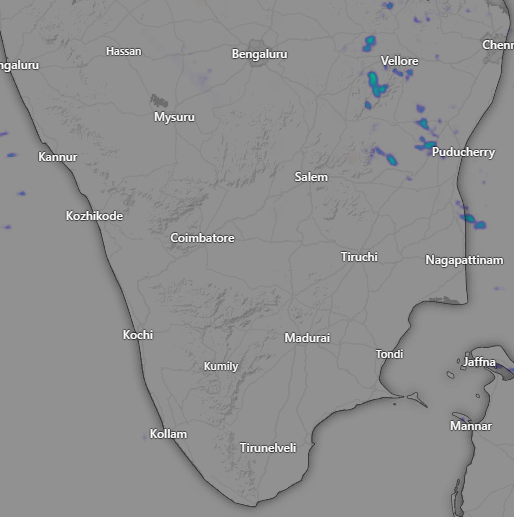 Hassan
Bengaluru
Chenn
ngaluru
Vellore
Mysuru
Kannur
Puducherry
Salem
Kozhikode
Coimbatore
Tiruchi
Nagapattinam
Kochi
Madurai
Tondi
Kumily
Jaffna
Mannar
Kollam
Tirunelveli